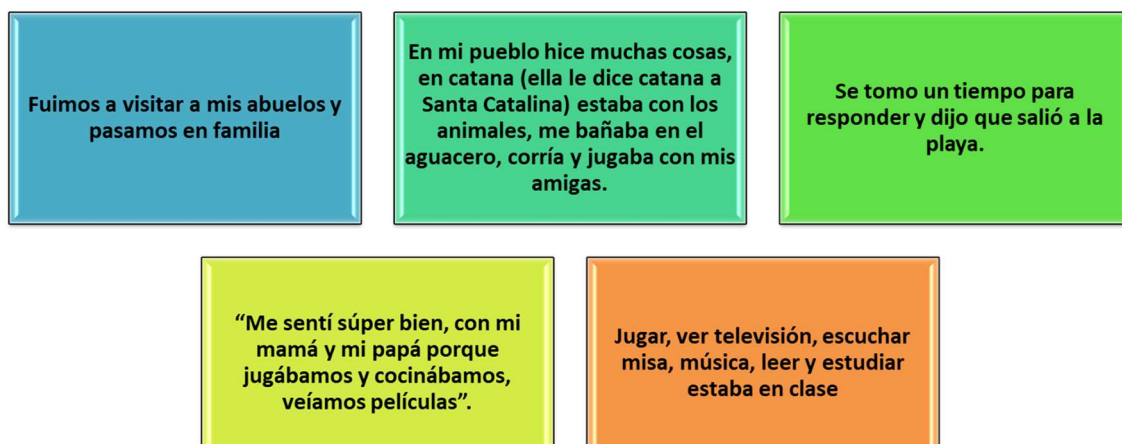 Fuimos a visitar a mis abuelos y
pasamos en familia
En mi pueblo hice muchas cosas,
en catana (ella le dice catana a
Santa Catalina) estaba con los
animales, me bañaba en el
aguacero, corría y jugaba con mis
amigas.
Se tomo un tiempo para
responder y dijo que salió a la
playa.
“Me sentí súper bien, con mi
mamá y mi papá porque
jugábamos y cocinábamos,
veíamos películas”.
Jugar, ver televisión, escuchar
misa, música, leer y estudiar
estaba en clase